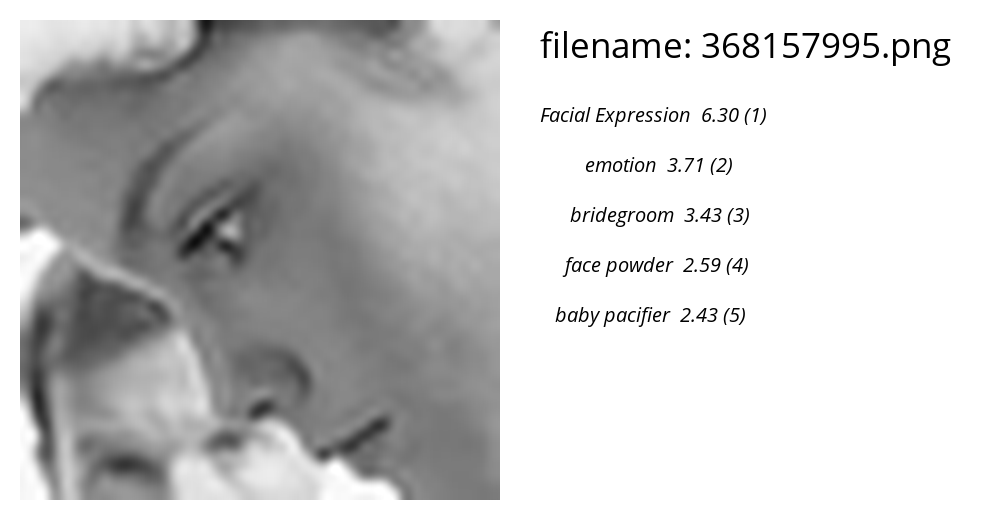 filename: 368157995.png
Facial Expression 6.30 (1)
emotion 3.71 (2)
bridegroom 3.43 (3)
face powder 2.59 (4)
baby pacifier 2.43 (5)